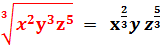 ∛(x²y³z⁵) = x^(2/3) y z^(5/3)